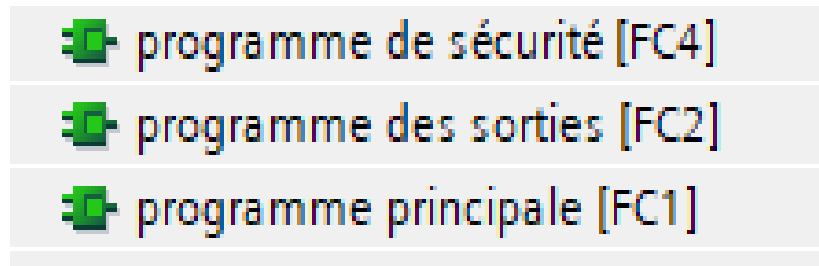 programme de sécurité [FC4]
programme des sorties [FC2]
programme principale [FC1]